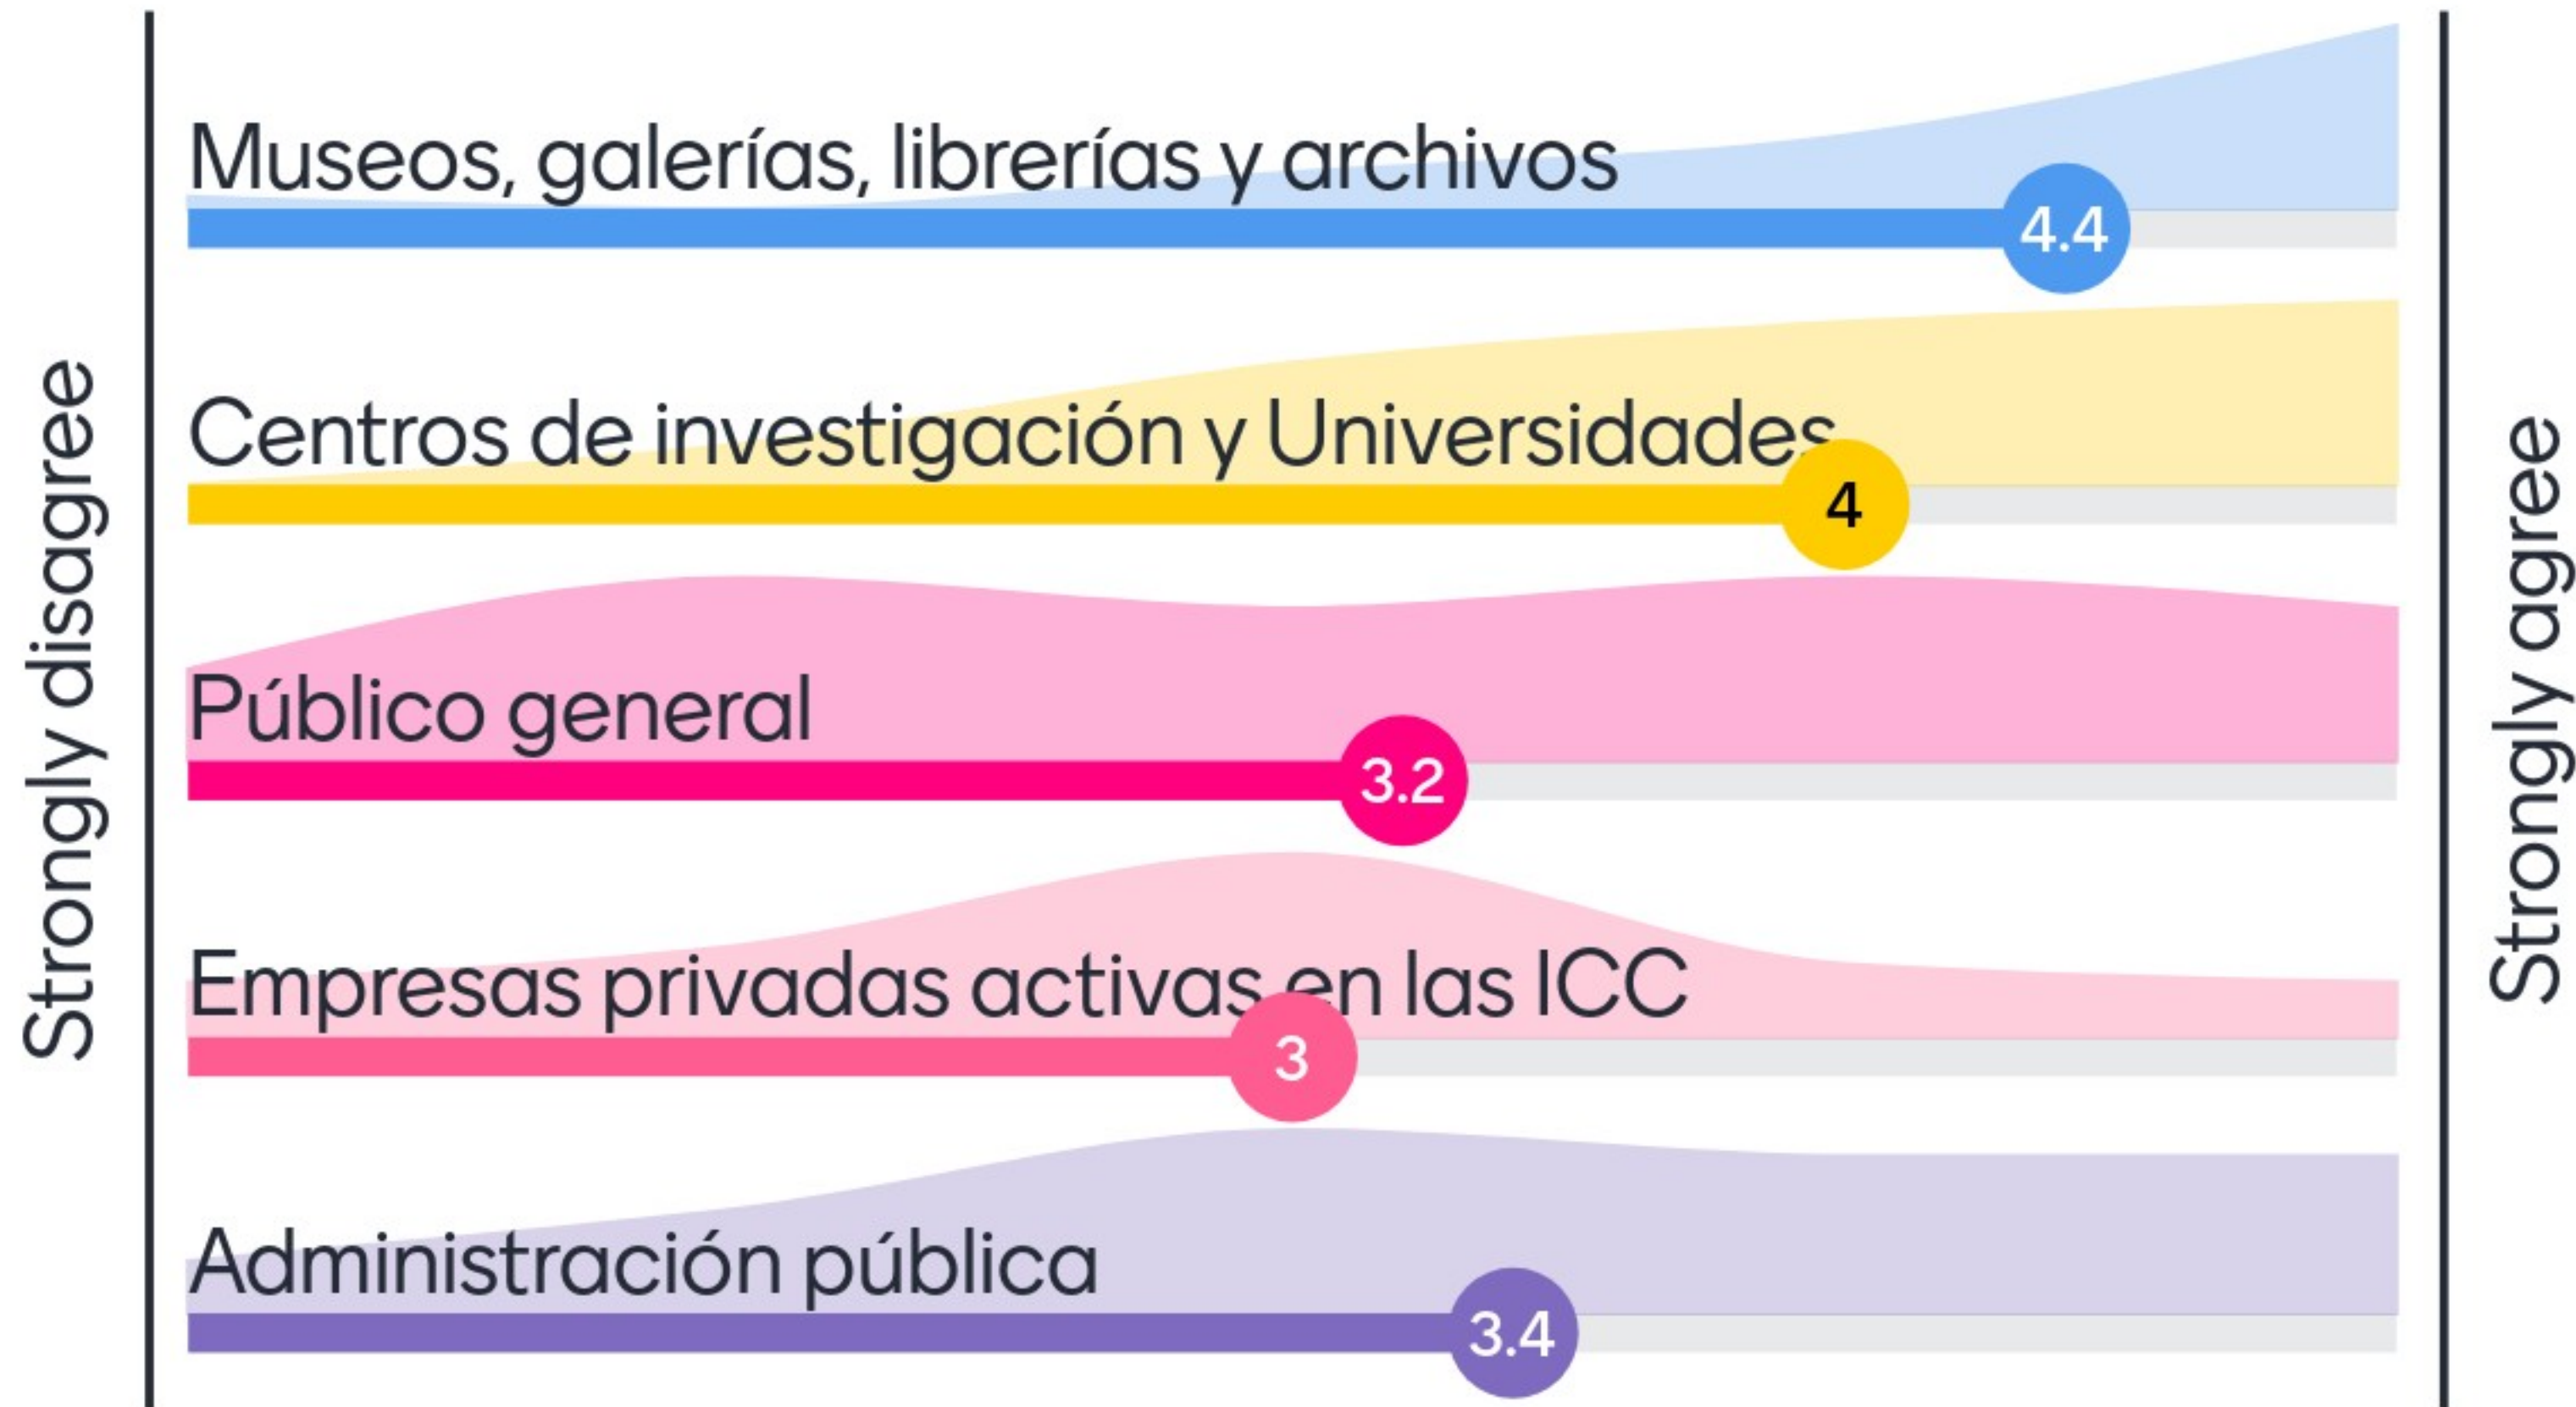 Strongly disagree
Museos, galerías, librerías y archivos
4.4
Centros de investigación y Universidades
4
Público general
3.2
Empresas privadas activas en las ICC
3
Administración pública
3.4
Strongly agree